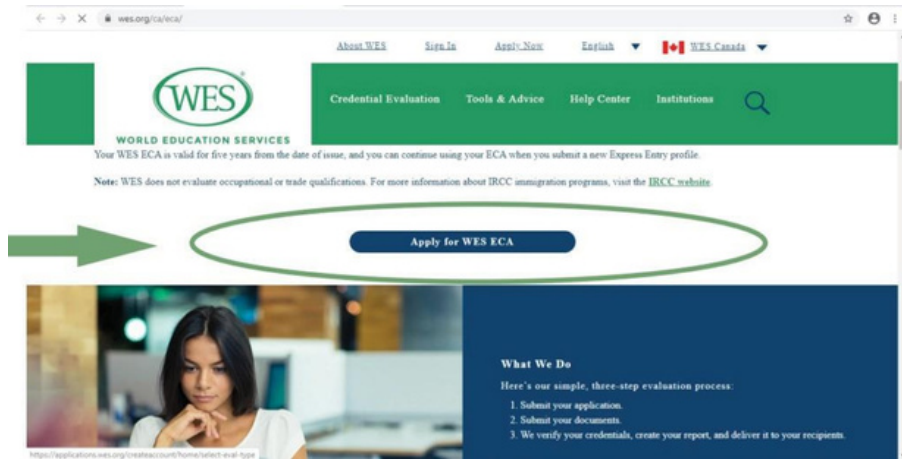 wes.org/ca/eca/
About WES Sign In Apply Now English WES Canada
WES
WORLD EDUCATION SERVICES
Credential Evaluation Tools & Advice Help Center Institutions
Your WES ECA is valid for five years from the date of issue, and you can continue using your ECA when you submit a new Express Entry profile.
Note: WES does not evaluate occupational or trade qualifications. For more information about IRCC immigration programs, visit the IRCC website.
Apply for WES ECA
What We Do
Here's our simple, three-step evaluation process:
1. Submit your application.
2. Submit your documents.
3. We verify your credentials, create your report, and deliver it to your recipients.
https://applications.wes.org/createaccount/home/select-eval-type